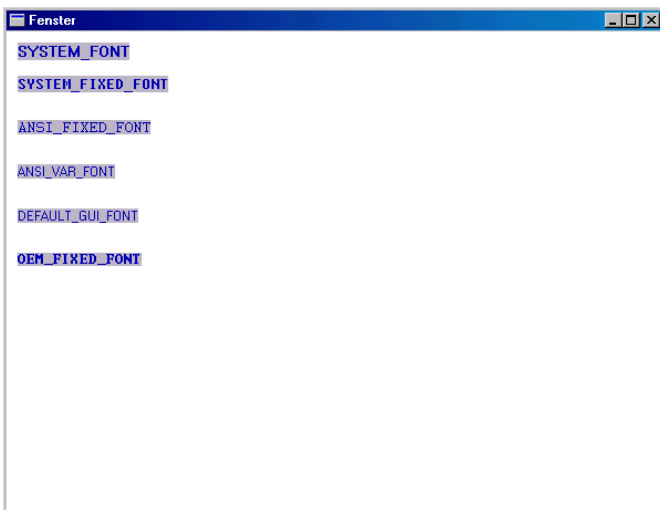 Fenster
SYSTEM_FONT
SYSTEM_FIXED_FONT
ANSI_FIXED_FONT
ANSI_VAR_FONT
DEFAULT_GUI_FONT
OEM_FIXED_FONT